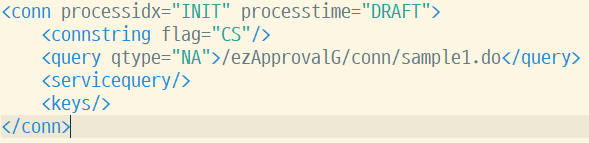 <conn processidx="INIT" processtime="DRAFT">
    <connstring flag="CS"/>
    <query qtype="NA">/ezApprovalG/conn/sample1.do</query>
    <servicequery/>
    <keys/>
</conn>